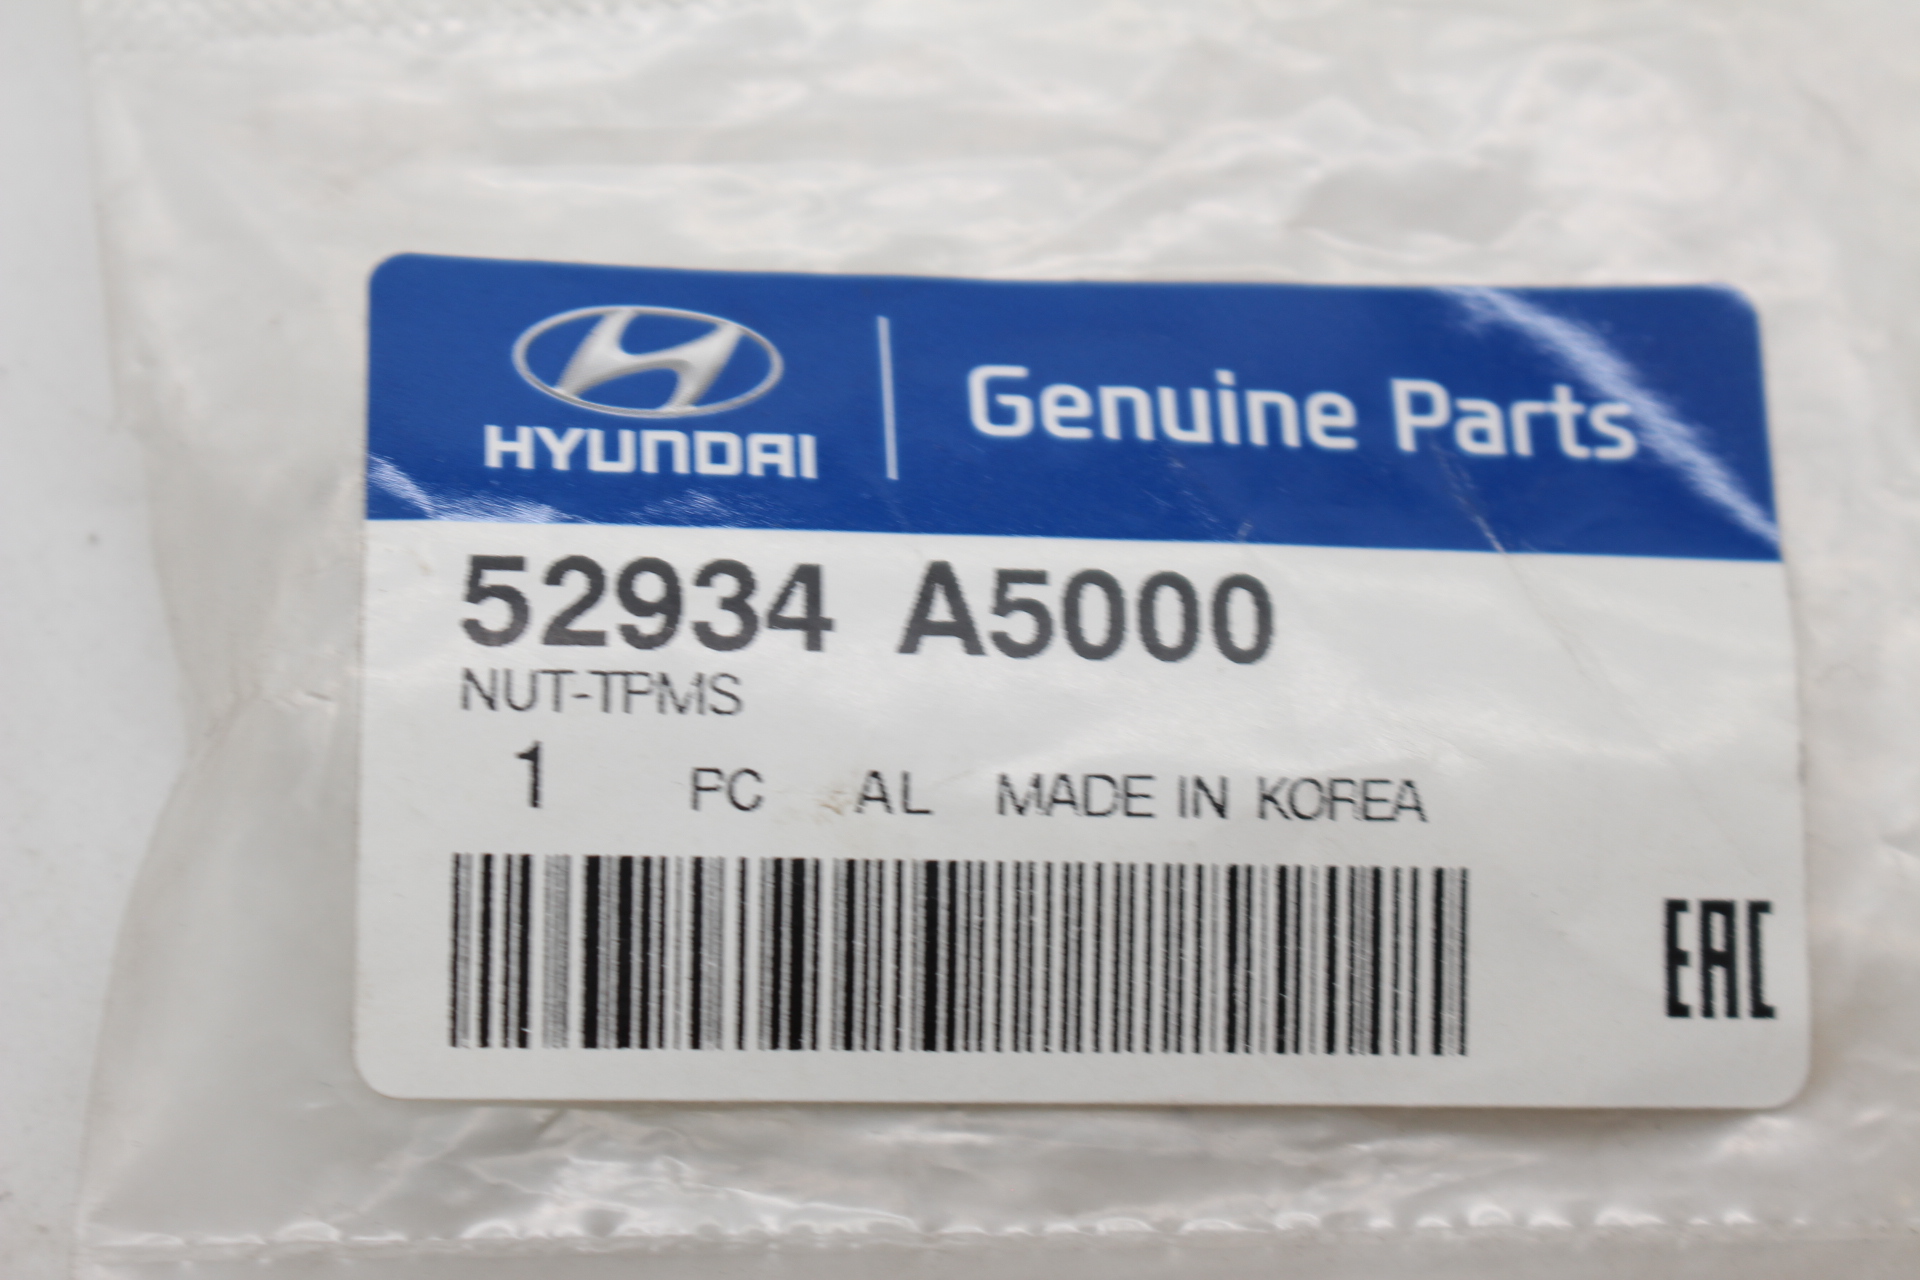 HYUNDAI
Genuine Parts
52934 A5000
NUT-TPMS
1 PC AL MADE IN KOREA
EAC